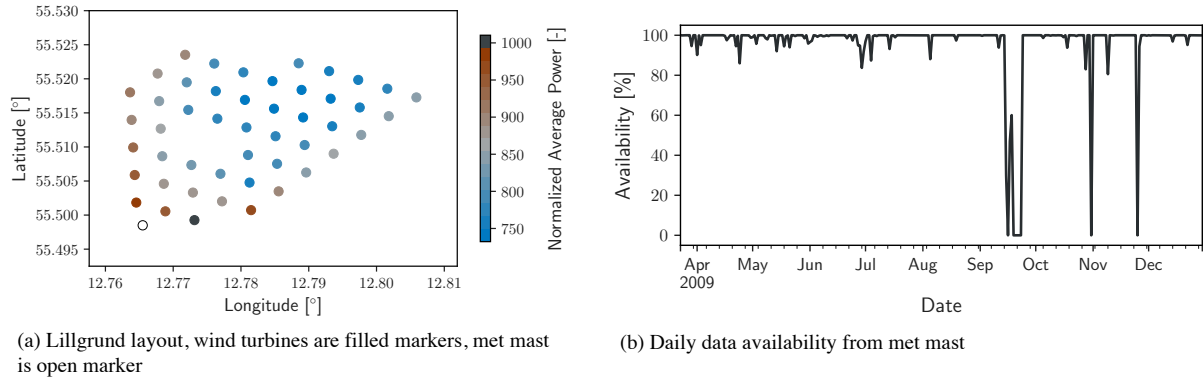 55.530
55.525
55.520
55.515
55.510
55.505
55.500
55.495
Latitude [°]
12.76 12.77 12.78 12.79 12.80 12.81
Longitude [°]
1000
950
900
850
800
750
Normalized Average Power [-]
(a) Lillgrund layout, wind turbines are filled markers, met mast
is open marker
100
80
60
40
20
0
Availability [%]
Apr May Jun Jul Aug Sep Oct Nov Dec
2009
Date
(b) Daily data availability from met mast